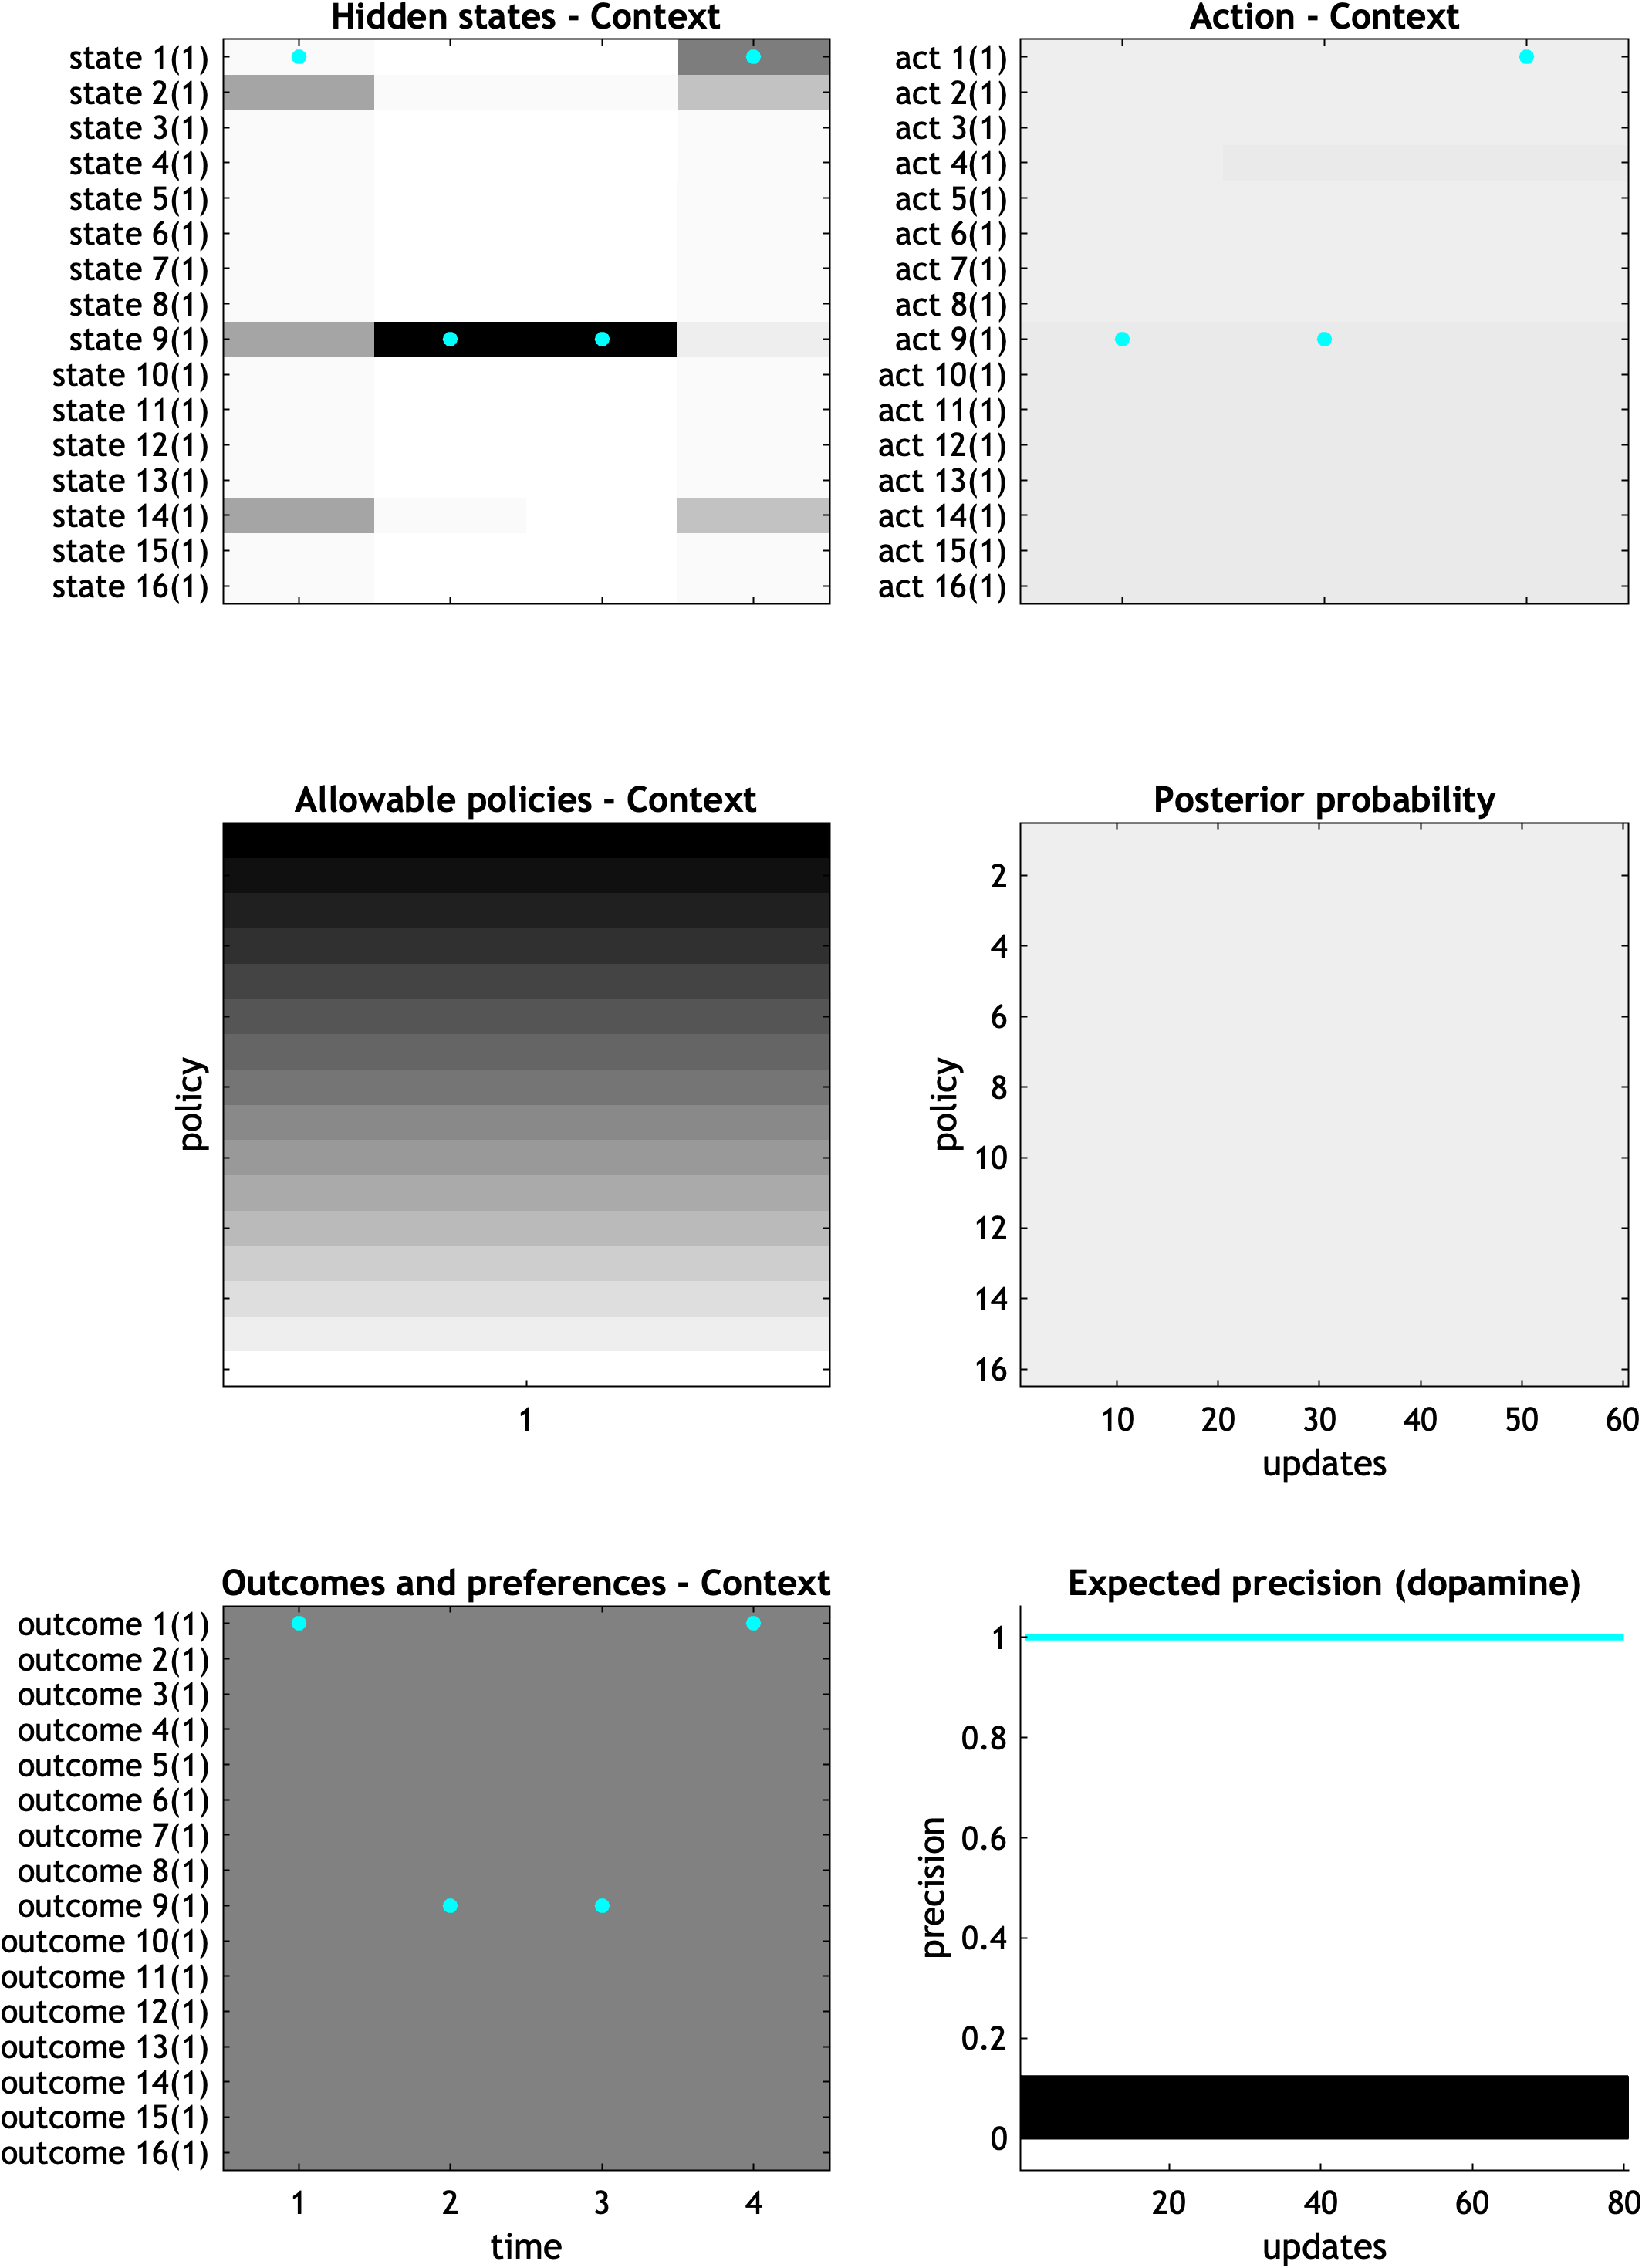 Hidden states - Context
state 1(1)
state 2(1)
state 3(1)
state 4(1)
state 5(1)
state 6(1)
state 7(1)
state 8(1)
state 9(1)
state 10(1)
state 11(1)
state 12(1)
state 13(1)
state 14(1)
state 15(1)
state 16(1)
Action - Context
act 1(1)
act 2(1)
act 3(1)
act 4(1)
act 5(1)
act 6(1)
act 7(1)
act 8(1)
act 9(1)
act 10(1)
act 11(1)
act 12(1)
act 13(1)
act 14(1)
act 15(1)
act 16(1)
Allowable policies - Context
policy
1
Posterior probability
policy
2
4
6
8
10
12
14
16
10 20 30 40 50 60
updates
Outcomes and preferences - Context
outcome 1(1)
outcome 2(1)
outcome 3(1)
outcome 4(1)
outcome 5(1)
outcome 6(1)
outcome 7(1)
outcome 8(1)
outcome 9(1)
outcome 10(1)
outcome 11(1)
outcome 12(1)
outcome 13(1)
outcome 14(1)
outcome 15(1)
outcome 16(1)
1 2 3 4
time
Expected precision (dopamine)
precision
1
0.8
0.6
0.4
0.2
0
20 40 60 80
updates